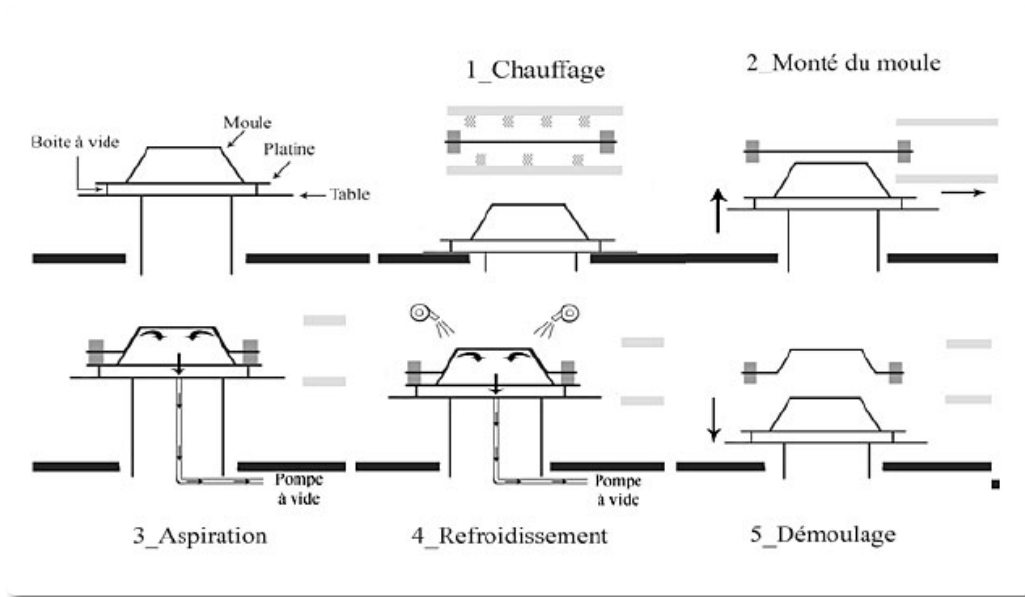 1_Chauffage
2_Monté du moule
Moule
Boite à vide
Platine
Table
Pompe
à vide
Pompe
à vide
3_Aspiration
4_Refroidissement
5_Démoulage